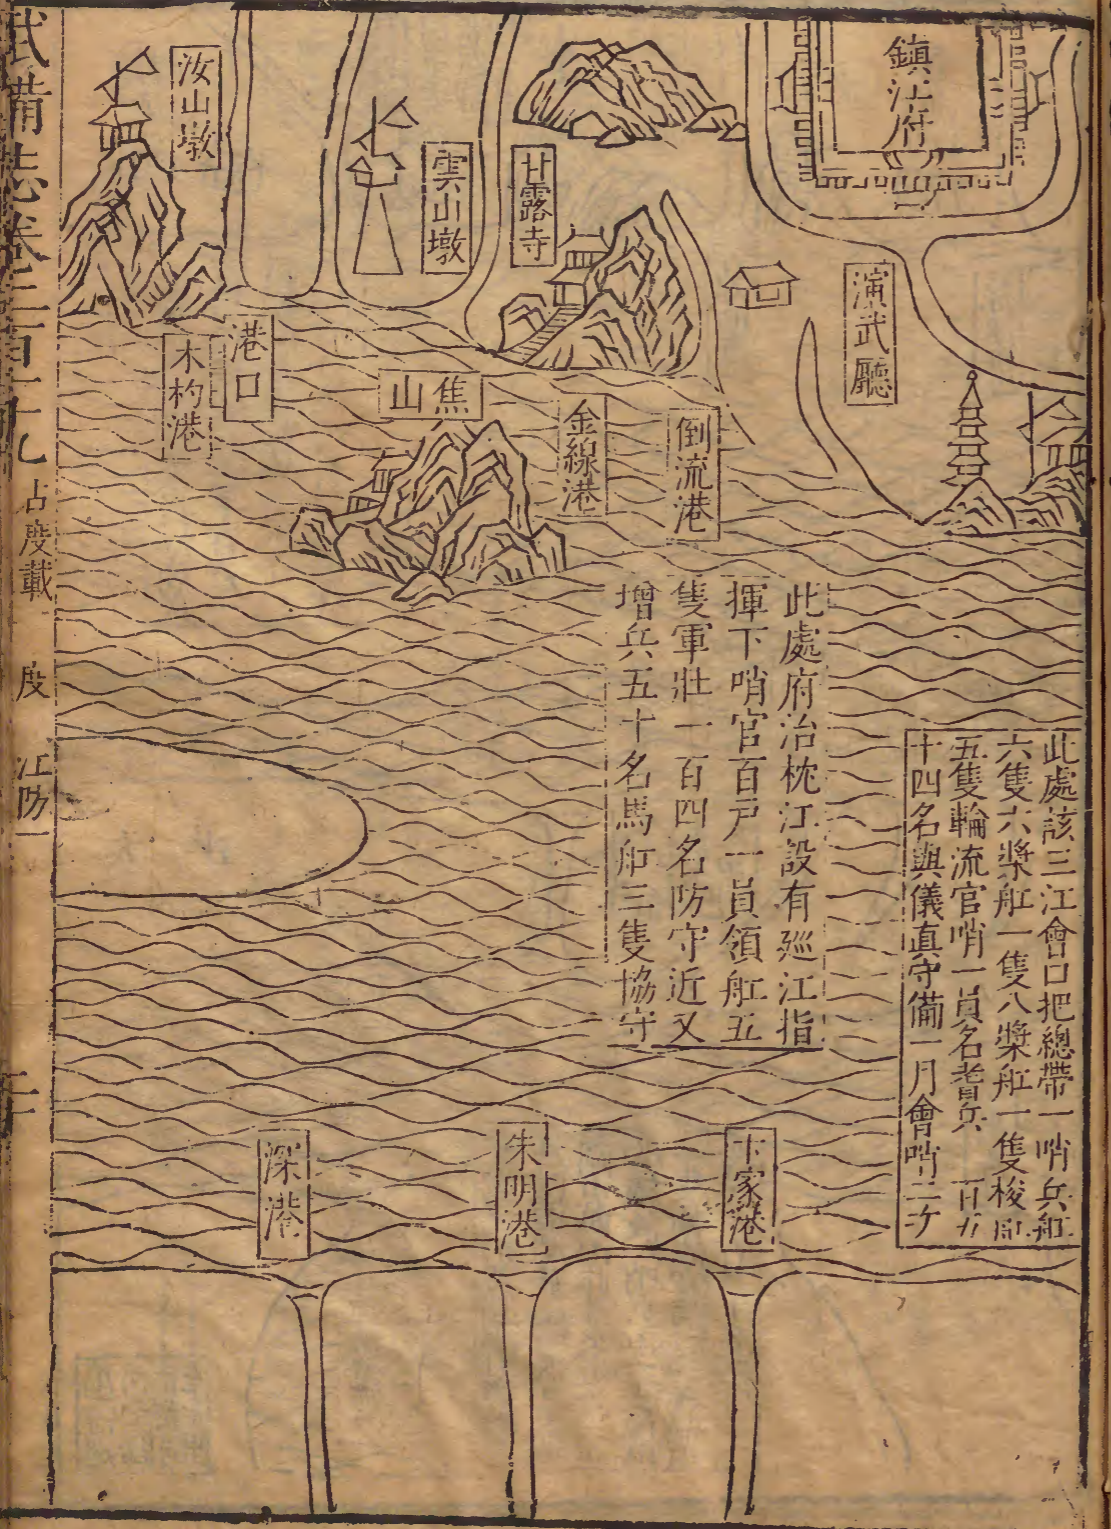 鎮江府
演武廳
甘露寺
雲山墩
汝山墩
港口
木杓港
焦山
金線港
倒流港
此處府治枕江設有廵江指
揮下哨官百戶一員領舡五
隻軍壯一百四名防守近又
增兵五十名馬舡三隻協守
此處該三江會口把總帶一哨兵舡
六隻六槳舡一隻八槳舡一隻梭
五隻輪流官哨一員名耆兵一百五
十四名與儀真守備一月會哨二
卞家港
朱明港
深港
武備志卷二百十九
占度載
度
江防一